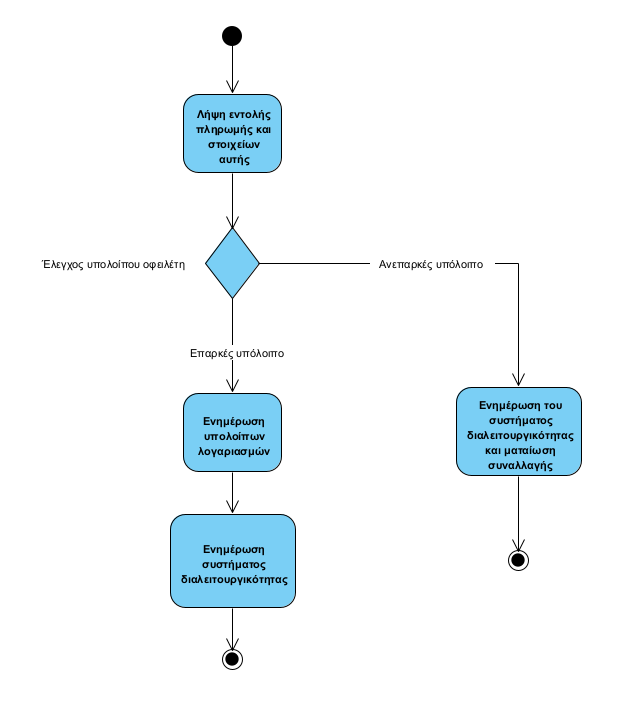 Λήψη εντολής
πληρωμής και
στοιχείων
αυτής
Έλεγχος υπολοίπου οφειλέτη
Ανεπαρκές υπόλοιπο
Επαρκές υπόλοιπο
Ενημέρωση
υπολοίπων
λογαριασμών
Ενημέρωση του
συστήματος
διαλειτουργικότητας
και ματαίωση
συναλλαγής
Ενημέρωση
συστήματος
διαλειτουργικότητας